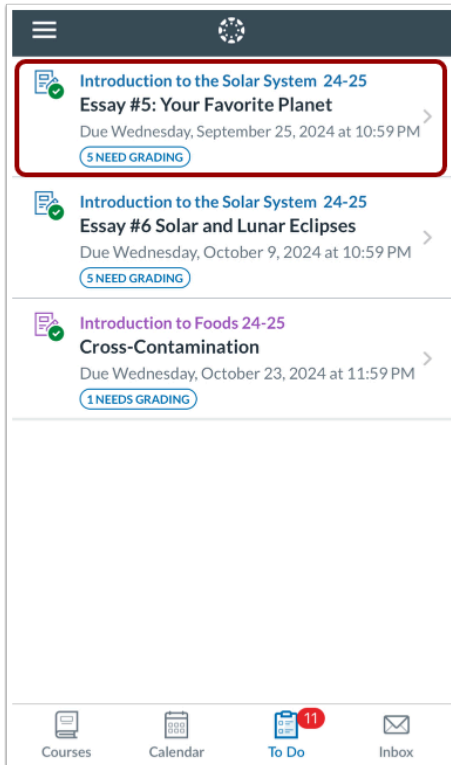 Introduction to the Solar System 24-25
Essay #5: Your Favorite Planet
Due Wednesday, September 25, 2024 at 10:59 PM
5 NEED GRADING
Introduction to the Solar System 24-25
Essay #6 Solar and Lunar Eclipses
Due Wednesday, October 9, 2024 at 10:59 PM
5 NEED GRADING
Introduction to Foods 24-25
Cross-Contamination
Due Wednesday, October 23, 2024 at 11:59 PM
1 NEEDS GRADING
11
Courses Calendar To Do Inbox